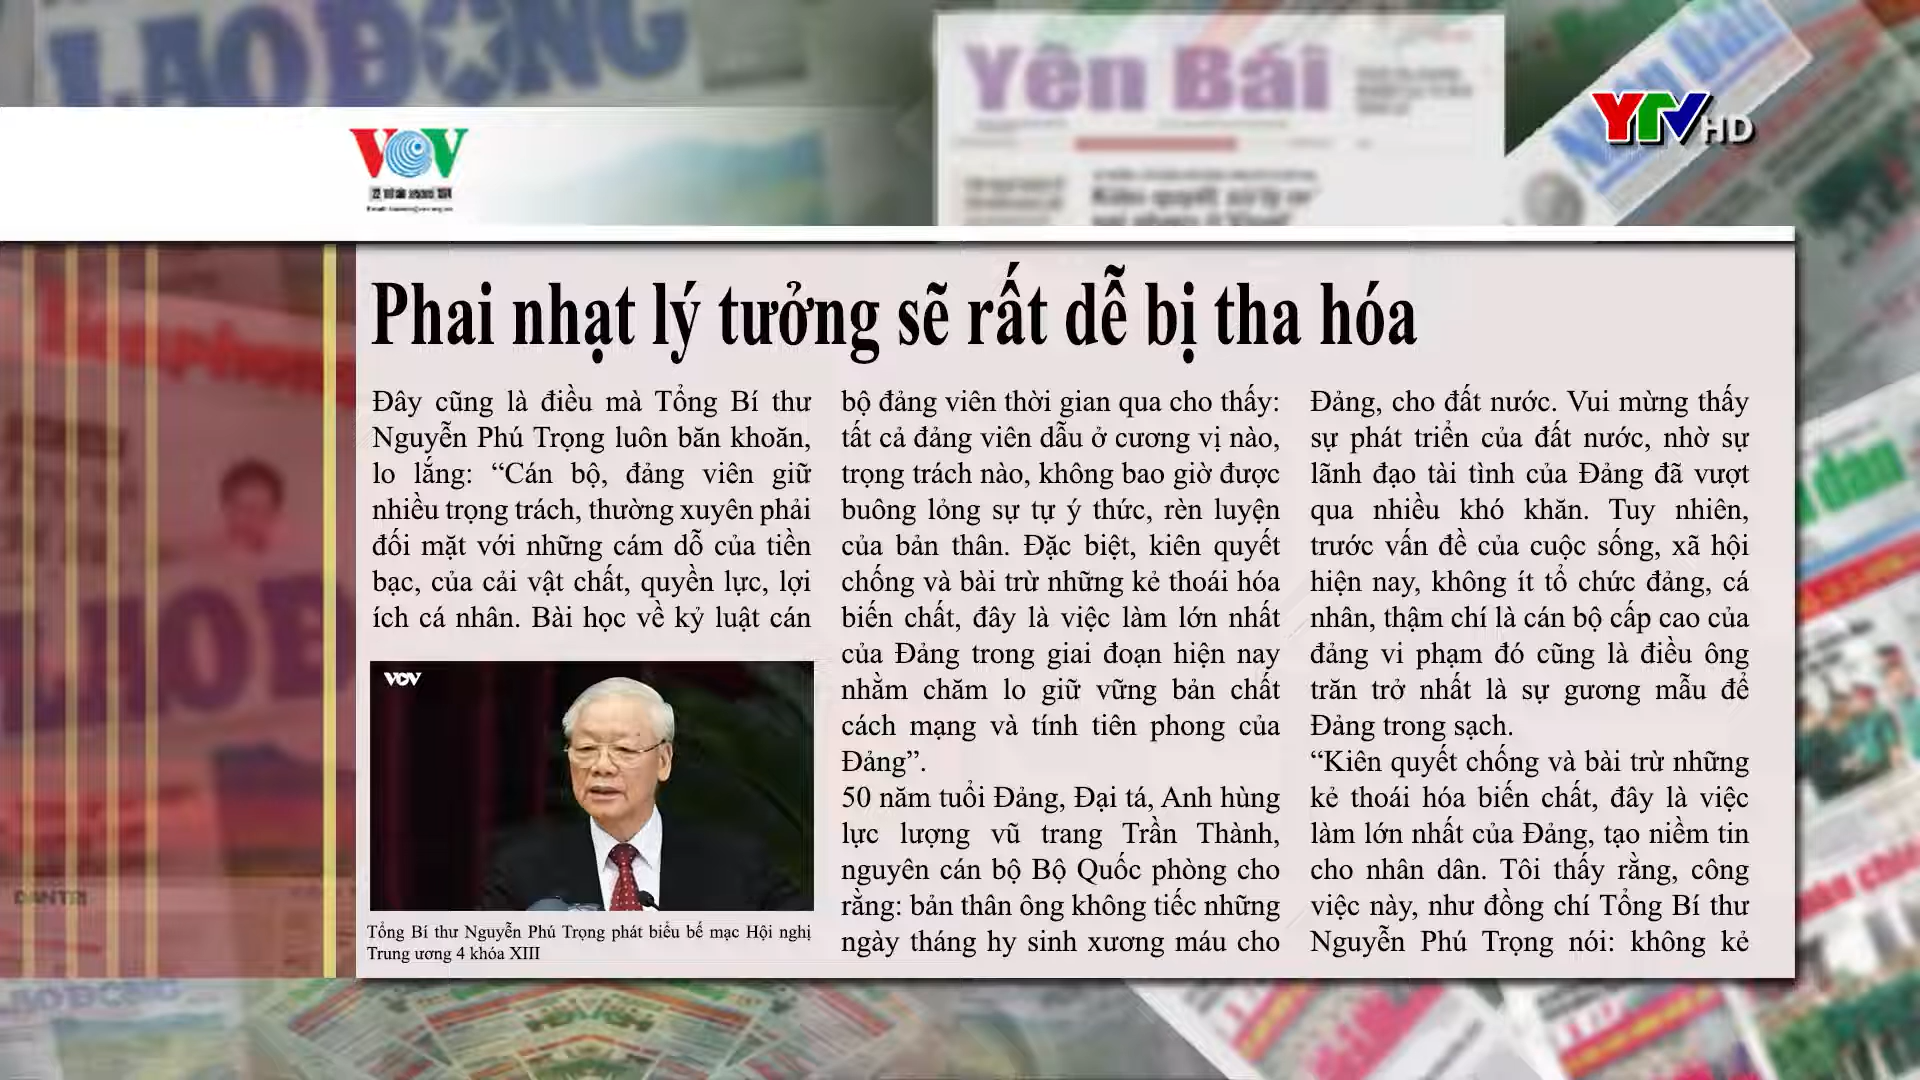 LAO ĐỘNG
Yên Bái
Nhân Dân
YTV HD
VOV
Phai nhạt lý tưởng sẽ rất dễ bị tha hóa
Đây cũng là điều mà Tổng Bí thư
Nguyễn Phú Trọng luôn băn khoăn,
lo lắng: “Cán bộ, đảng viên giữ
nhiều trọng trách, thường xuyên phải
đối mặt với những cám dỗ của tiền
bạc, của cải vật chất, quyền lực, lợi
ích cá nhân. Bài học về kỷ luật cán
VOV
Tổng Bí thư Nguyễn Phú Trọng phát biểu bế mạc Hội nghị
Trung ương 4 khóa XIII
bộ đảng viên thời gian qua cho thấy:
tất cả đảng viên dẫu ở cương vị nào,
trọng trách nào, không bao giờ được
buông lỏng sự tự ý thức, rèn luyện
của bản thân. Đặc biệt, kiên quyết
chống và bài trừ những kẻ thoái hóa
biến chất, đây là việc làm lớn nhất
của Đảng trong giai đoạn hiện nay
nhằm chăm lo giữ vững bản chất
cách mạng và tính tiên phong của
Đảng”.
50 năm tuổi Đảng, Đại tá, Anh hùng
lực lượng vũ trang Trần Thành,
nguyên cán bộ Bộ Quốc phòng cho
rằng: bản thân ông không tiếc những
ngày tháng hy sinh xương máu cho
Đảng, cho đất nước. Vui mừng thấy
sự phát triển của đất nước, nhờ sự
lãnh đạo tài tình của Đảng đã vượt
qua nhiều khó khăn. Tuy nhiên,
trước vấn đề của cuộc sống, xã hội
hiện nay, không ít tổ chức đảng, cá
nhân, thậm chí là cán bộ cấp cao của
đảng vi phạm đó cũng là điều ông
trăn trở nhất là sự gương mẫu để
Đảng trong sạch.
“Kiên quyết chống và bài trừ những
kẻ thoái hóa biến chất, đây là việc
làm lớn nhất của Đảng, tạo niềm tin
cho nhân dân. Tôi thấy rằng, công
việc này, như đồng chí Tổng Bí thư
Nguyễn Phú Trọng nói: không kẻ
LAO Đ
DANTRI
LAO ĐỘNG